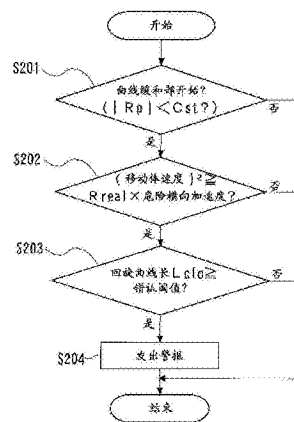 开始
S201
曲线缓和部开始?
(|Rp|<Cst?)
否
是
S202
(移动体速度)²≧
Rreal×危险横向加速度?
否
是
S203
回旋曲线长Lclo≧
错认阈值?
否
是
S204
发出警报
结束